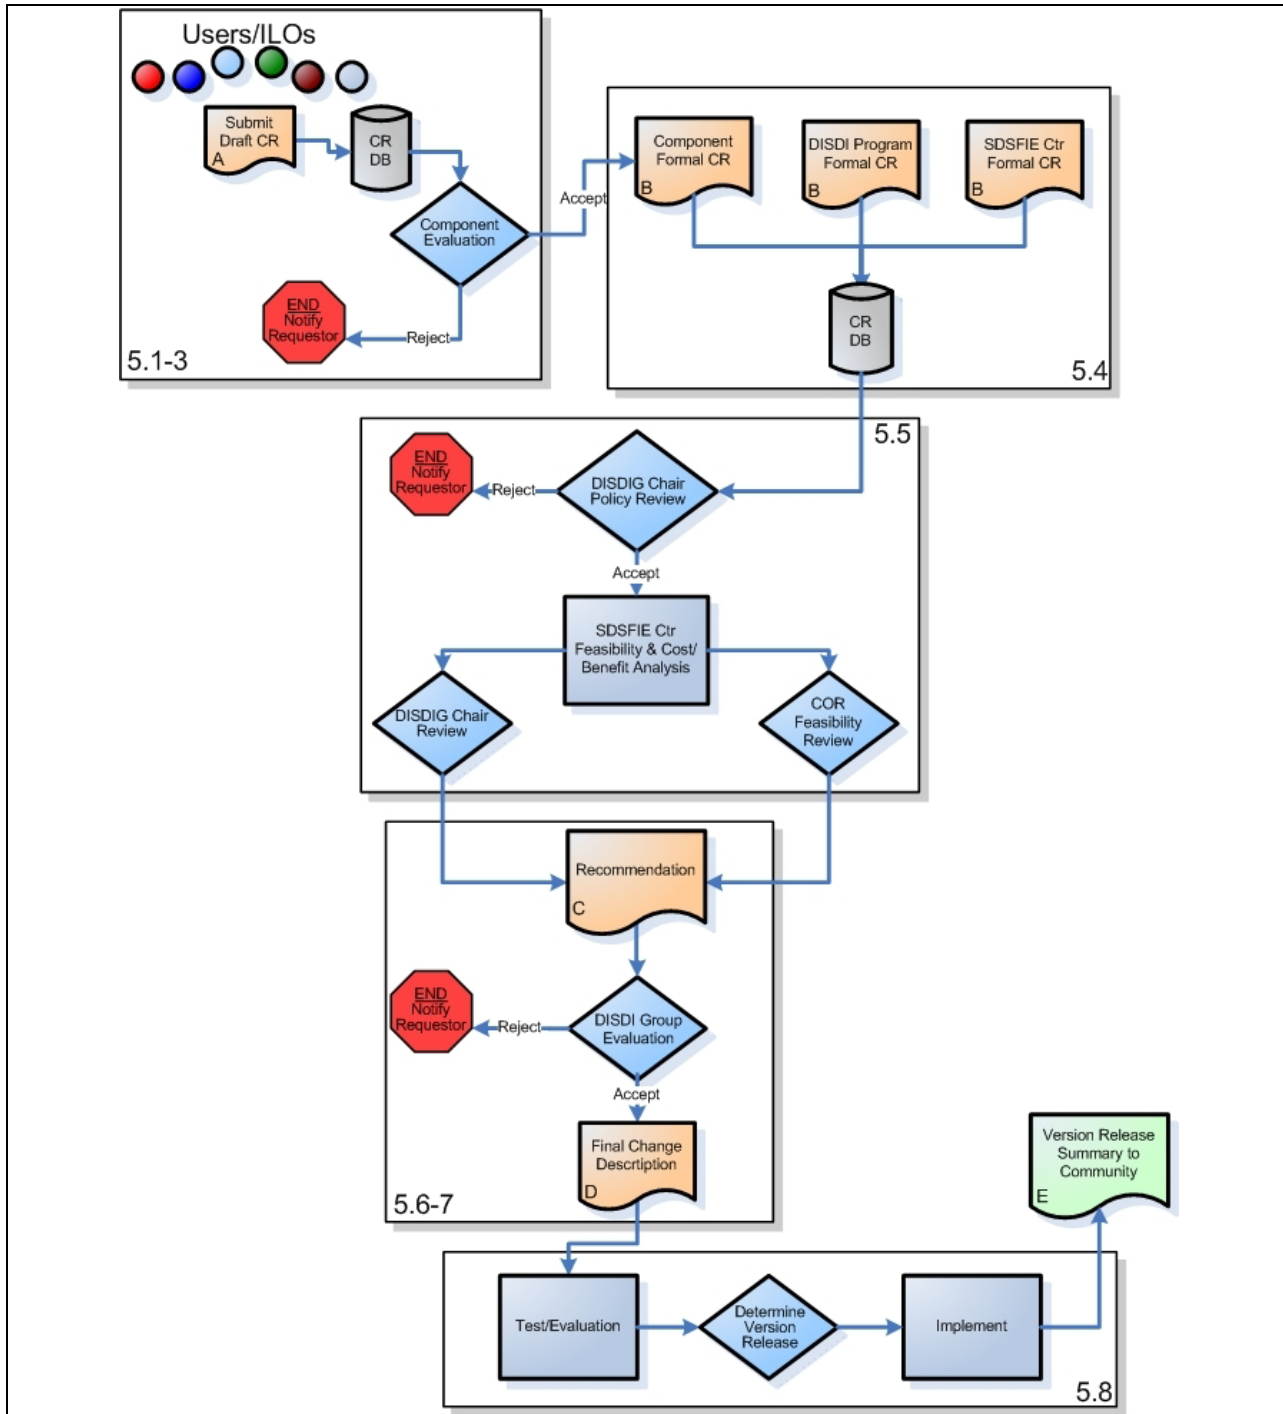 Users/ILOs
Submit
Draft CR
A
CR
DB
Component
Evaluation
Accept
END
Notify
Requestor
Reject
5.1-3
Component
Formal CR
B
DISDI Program
Formal CR
B
SDSFIE Ctr
Formal CR
B
CR
DB
5.4
5.5
END
Notify
Requestor
Reject
DISDIG Chair
Policy Review
Accept
SDSFIE Ctr
Feasibility & Cost/
Benefit Analysis
DISDIG Chair
Review
COR
Feasibility
Review
Recommendation
C
END
Notify
Requestor
Reject
DISDI Group
Evaluation
Accept
Final Change
Descrtiption
D
5.6-7
Version Release
Summary to
Community
E
Test/Evaluation
Determine
Version
Release
Implement
5.8